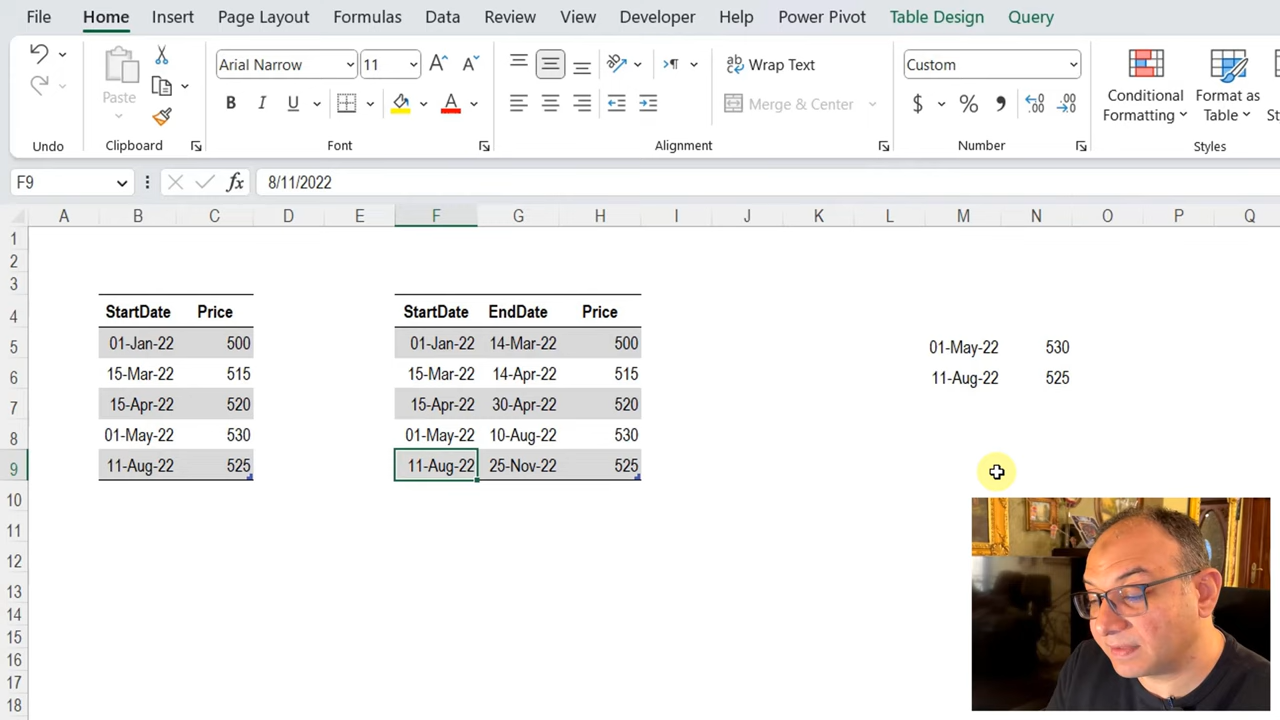 File Home Insert Page Layout Formulas Data Review View Developer Help Power Pivot Table Design Query
Arial Narrow 11 Wrap Text Custom
Paste B I U A Merge & Center $ % 9 Conditional Formatting Format as Table
Undo Clipboard Font Alignment Number Styles
F9 fx 8/11/2022
A B C D E F G H I J K L M N O P Q
1
2
3
4 StartDate Price StartDate EndDate Price
5 01-Jan-22 500 01-Jan-22 14-Mar-22 500 01-May-22 530
6 15-Mar-22 515 15-Mar-22 14-Apr-22 515 11-Aug-22 525
7 15-Apr-22 520 15-Apr-22 30-Apr-22 520
8 01-May-22 530 01-May-22 10-Aug-22 530
9 11-Aug-22 525 11-Aug-22 25-Nov-22 525
10
11
12
13
14
15
16
17
18